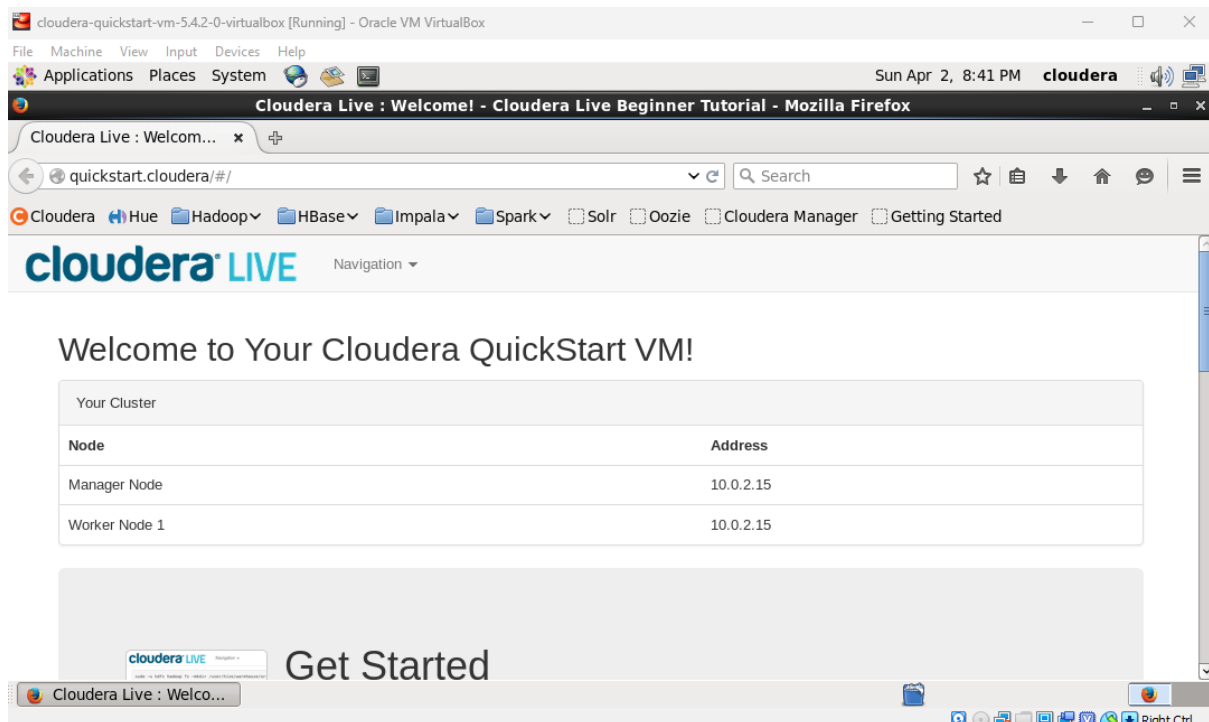 cloudera-quickstart-vm-5.4.2-0-virtualbox [Running] - Oracle VM VirtualBox
File Machine View Input Devices Help
Applications Places System Sun Apr 2, 8:41 PM cloudera
Cloudera Live : Welcome! - Cloudera Live Beginner Tutorial - Mozilla Firefox
Cloudera Live : Welcom...
quickstart.cloudera/#/ Search
Cloudera Hue Hadoop HBase Impala Spark Solr Oozie Cloudera Manager Getting Started
cloudera LIVE Navigation
Welcome to Your Cloudera QuickStart VM!
Your Cluster
Node Address
Manager Node 10.0.2.15
Worker Node 1 10.0.2.15
cloudera LIVE
Get Started
Cloudera Live : Welco...
Right Ctrl